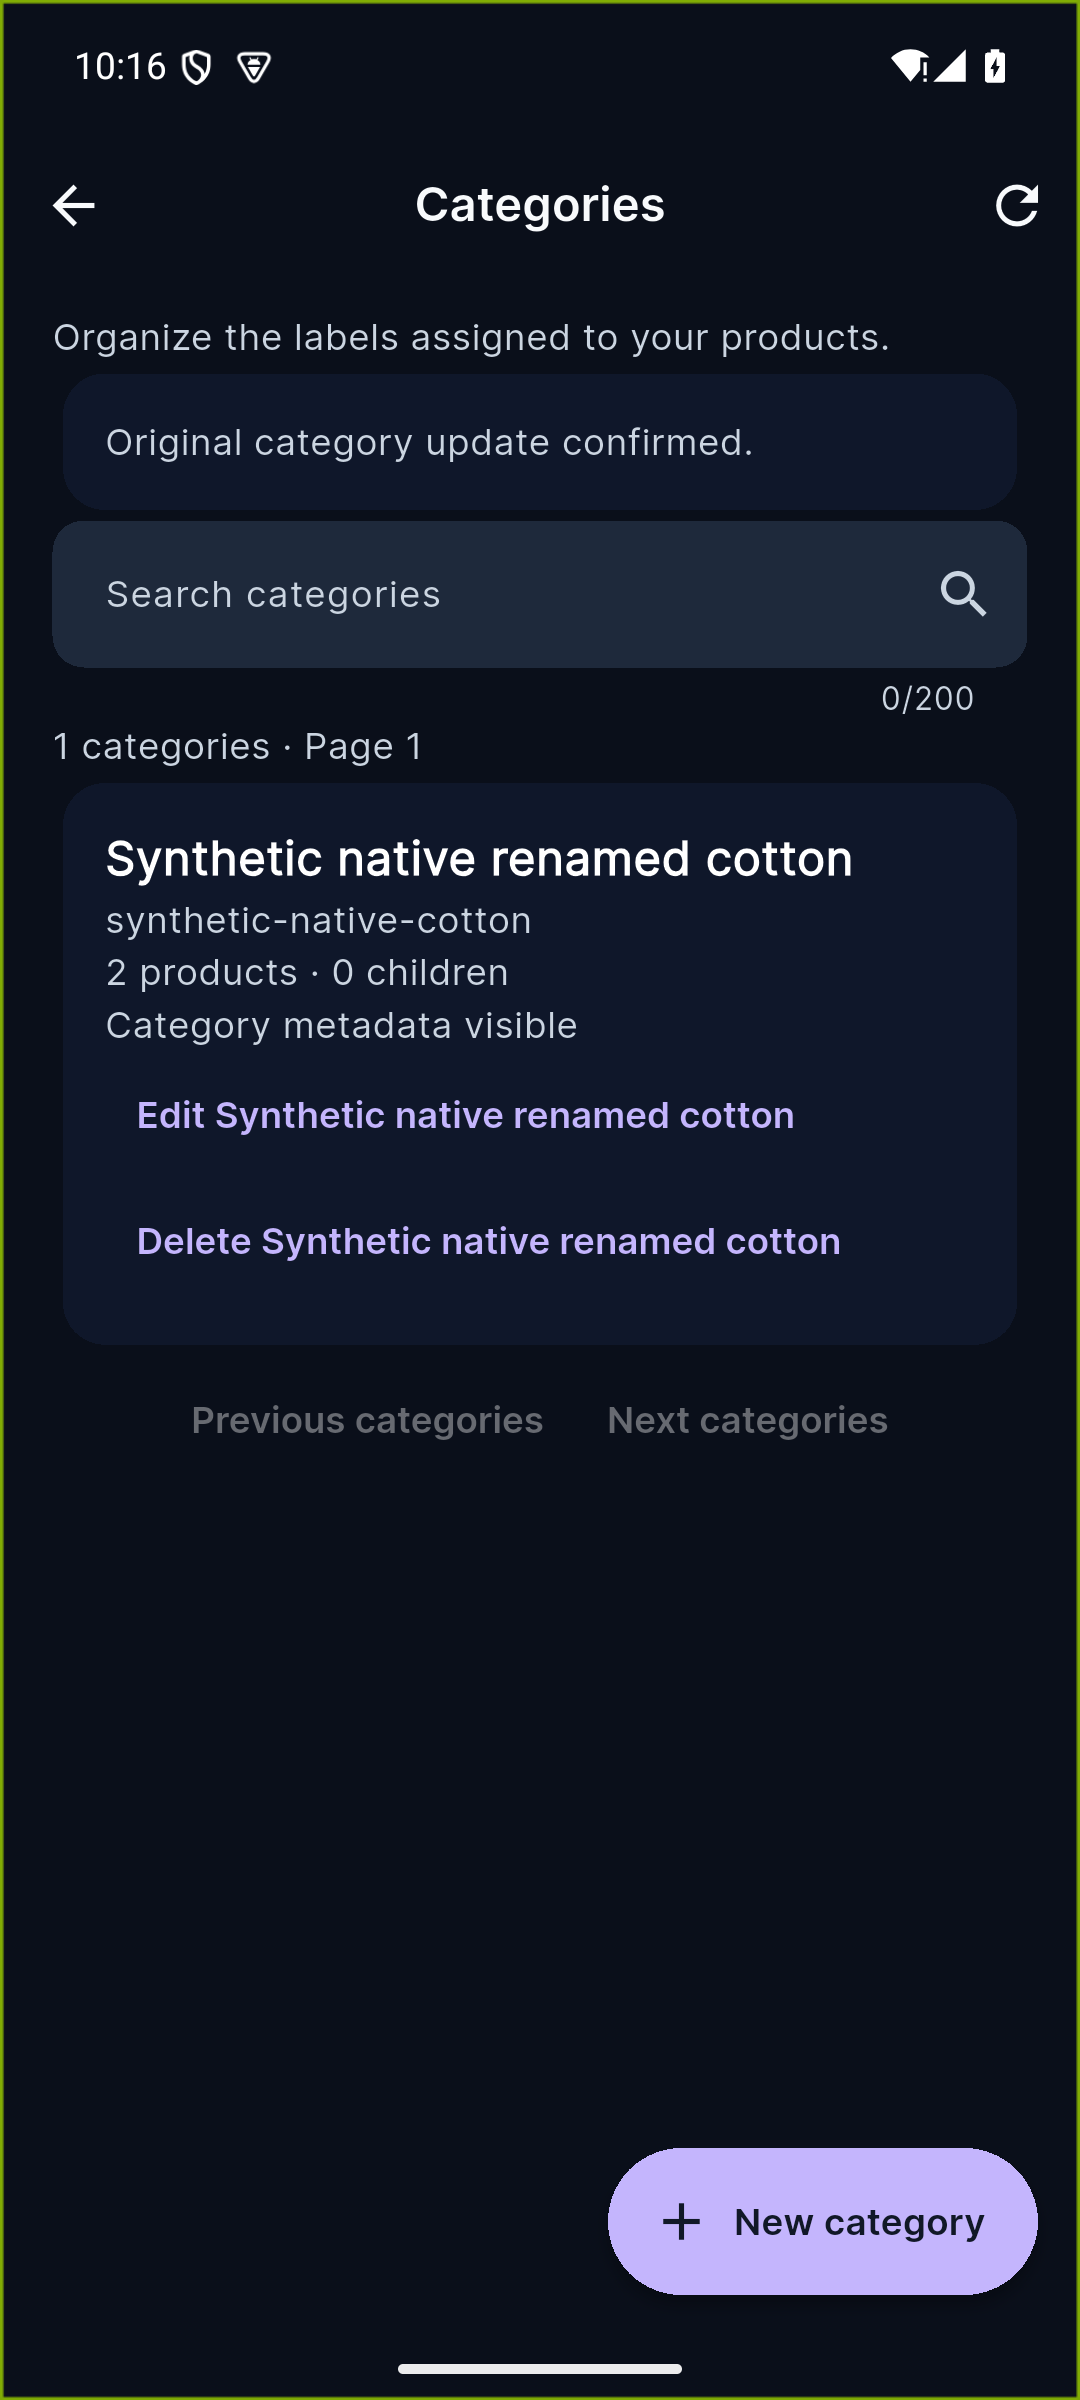 10:16
Categories
Organize the labels assigned to your products.
Original category update confirmed.
Search categories
0/200
1 categories · Page 1
Synthetic native renamed cotton
synthetic-native-cotton
2 products · 0 children
Category metadata visible
Edit Synthetic native renamed cotton
Delete Synthetic native renamed cotton
Previous categories Next categories
New category